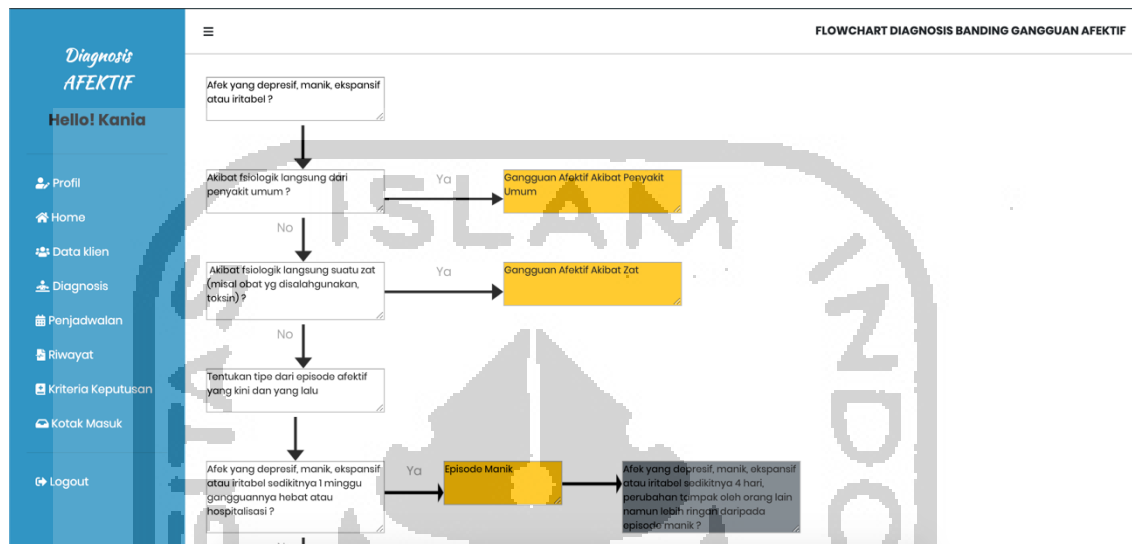 Diagnosis
AFEKTIF
Hello! Kania
Profil
Home
Data klien
Diagnosis
Penjadwalan
Riwayat
Kriteria Keputusan
Kotak Masuk
Logout
FLOWCHART DIAGNOSIS BANDING GANGGUAN AFEKTIF
Afek yang depresif, manik, ekspansif
atau iritabel ?
Akibat fsiologik langsung dari
penyakit umum ?
Ya
Gangguan Afektif Akibat Penyakit
Umum
No
Akibat fsiologik langsung suatu zat
(misal obat yg disalahgunakan,
toksin) ?
Ya
Gangguan Afektif Akibat Zat
No
Tentukan tipe dari episode afektif
yang kini dan yang lalu
Afek yang depresif, manik, ekspansif
atau iritabel sedikitnya 1 minggu
gangguannya hebat atau
hospitalisasi ?
Ya
Episode Manik
Afek yang depresif, manik, ekspansif
atau iritabel sedikitnya 4 hari,
perubahan tampak oleh orang lain
namun lebih ringan daripada
episode manik ?
ISLAM
INDO